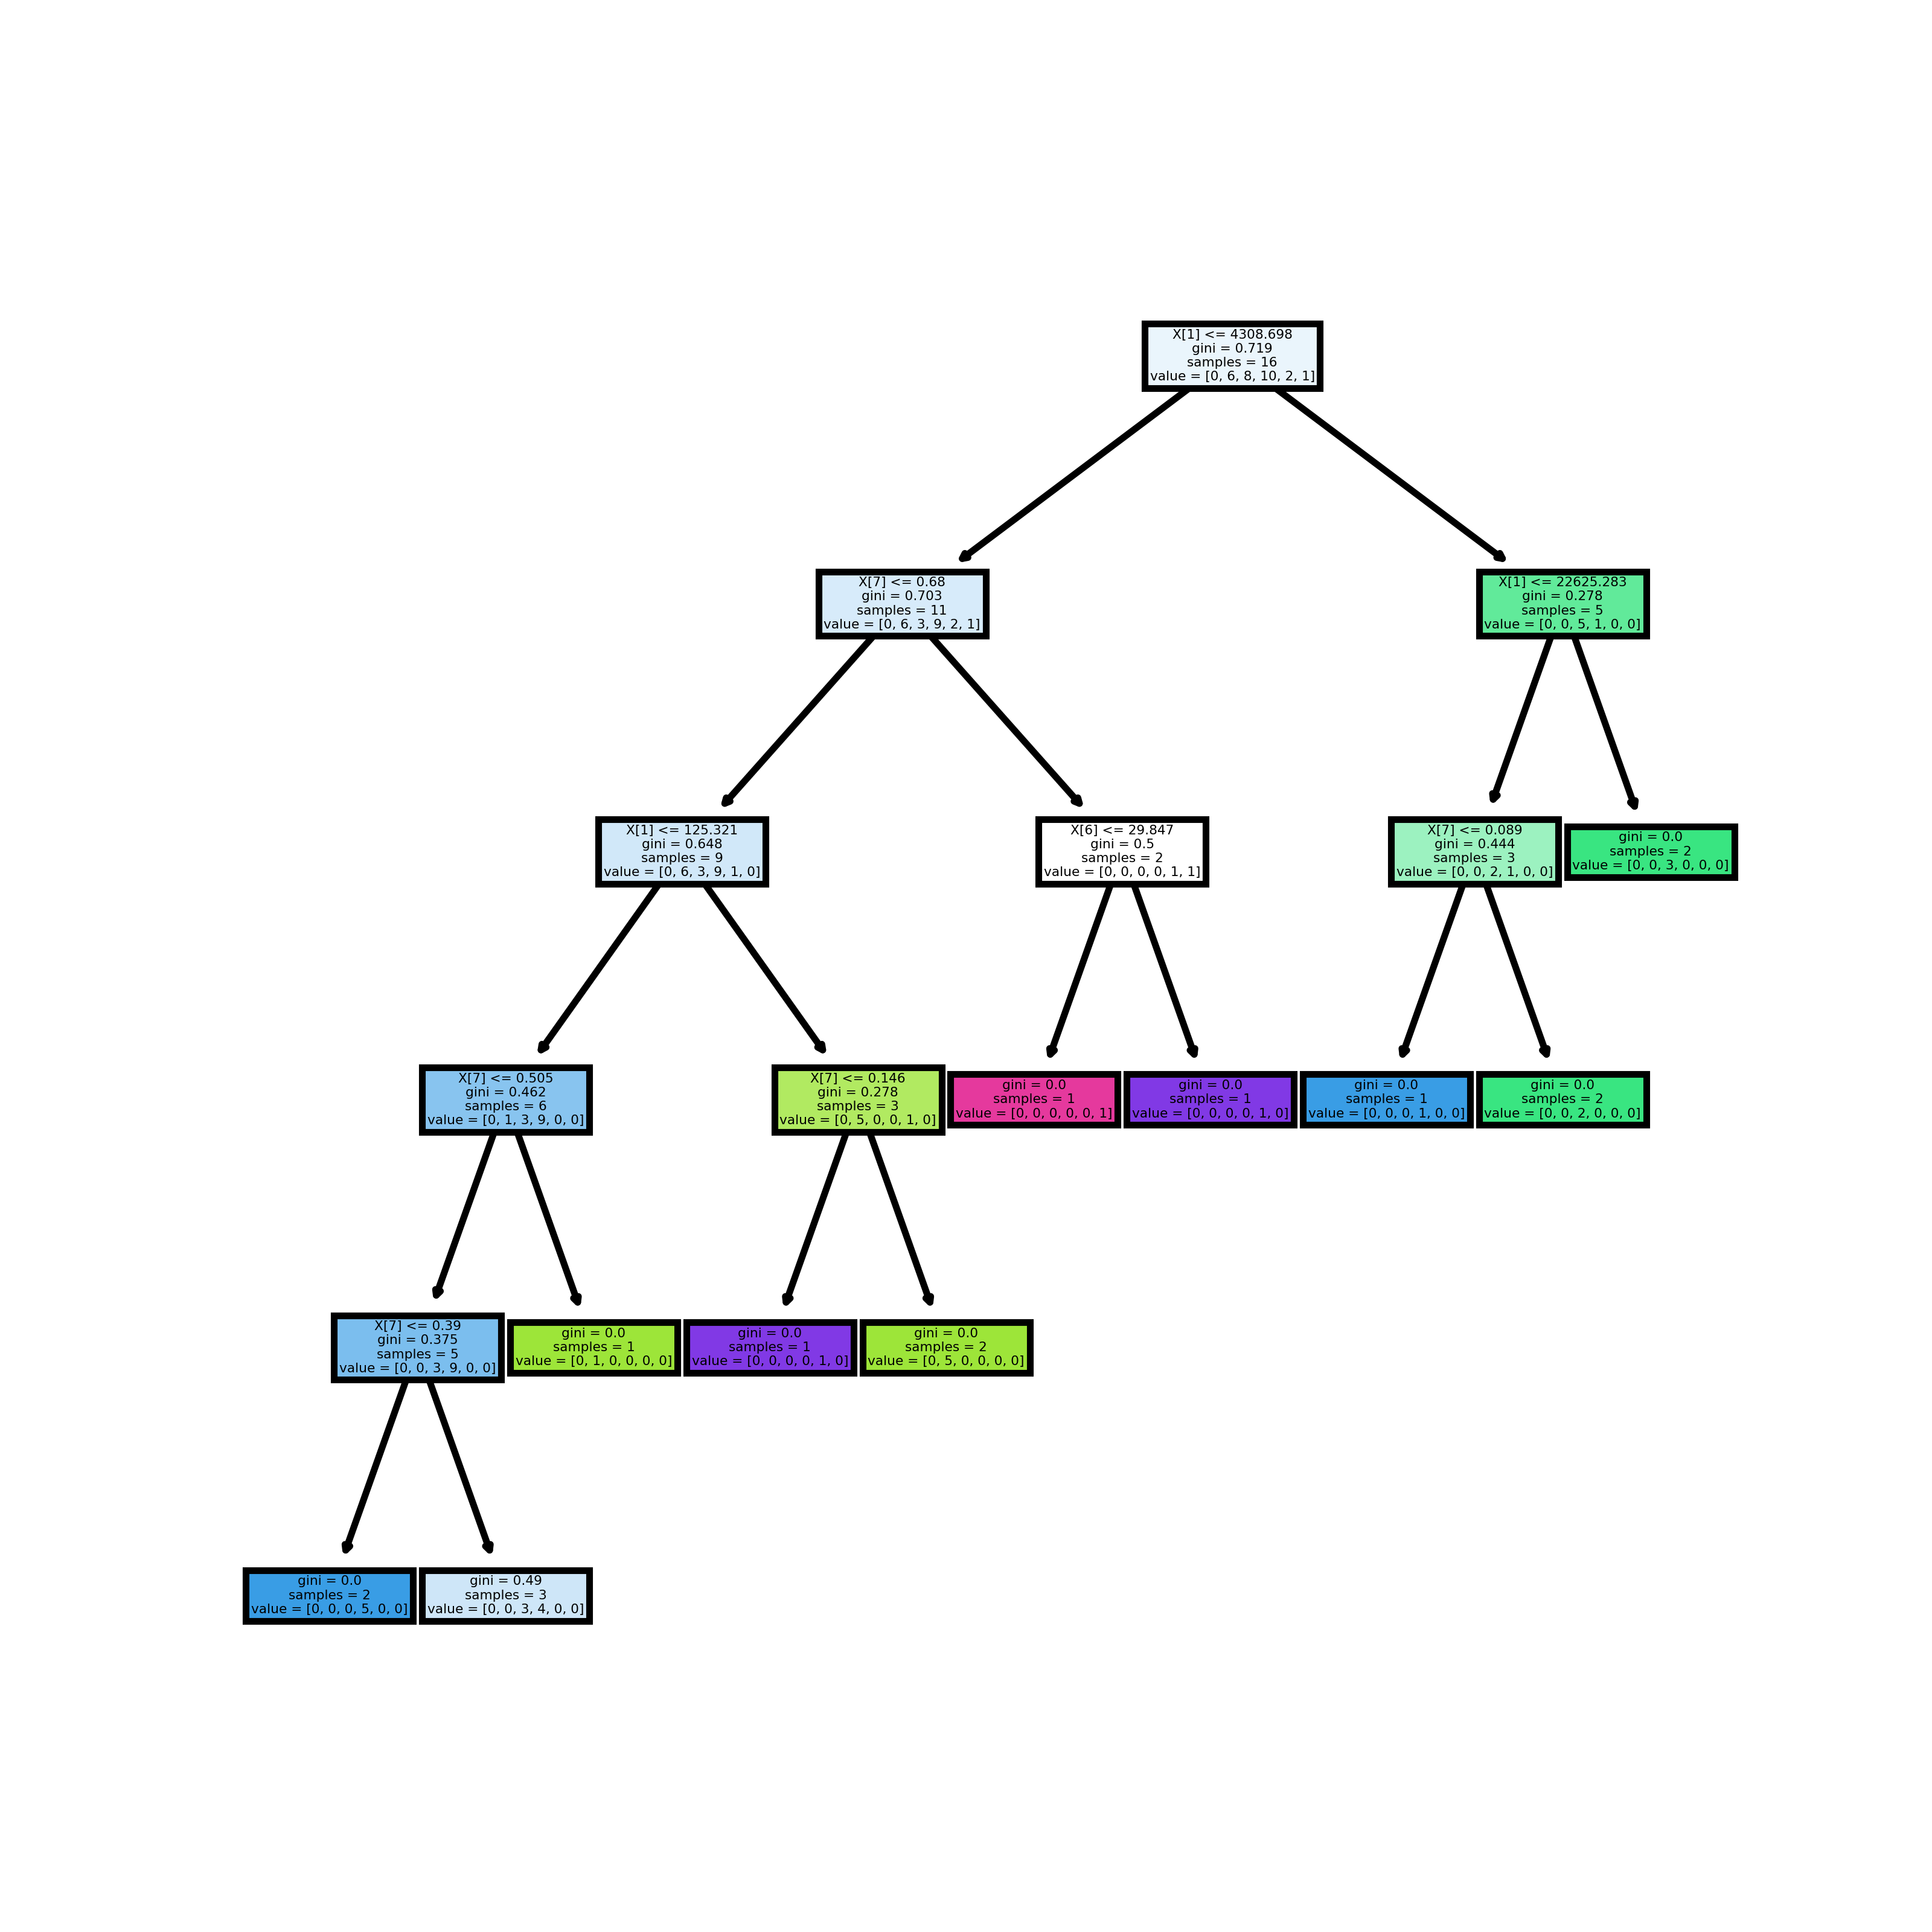 X[1] <= 4308.698
gini = 0.719
samples = 16
value = [0, 6, 8, 10, 2, 1]
X[7] <= 0.68
gini = 0.703
samples = 11
value = [0, 6, 3, 9, 2, 1]
X[1] <= 22625.283
gini = 0.278
samples = 5
value = [0, 0, 5, 1, 0, 0]
X[1] <= 125.321
gini = 0.648
samples = 9
value = [0, 6, 3, 9, 1, 0]
X[6] <= 29.847
gini = 0.5
samples = 2
value = [0, 0, 0, 0, 1, 1]
X[7] <= 0.089
gini = 0.444
samples = 3
value = [0, 0, 2, 1, 0, 0]
gini = 0.0
samples = 2
value = [0, 0, 3, 0, 0, 0]
X[7] <= 0.505
gini = 0.462
samples = 6
value = [0, 1, 3, 9, 0, 0]
X[7] <= 0.146
gini = 0.278
samples = 3
value = [0, 5, 0, 0, 1, 0]
gini = 0.0
samples = 1
value = [0, 0, 0, 0, 0, 1]
gini = 0.0
samples = 1
value = [0, 0, 0, 0, 1, 0]
gini = 0.0
samples = 1
value = [0, 0, 0, 1, 0, 0]
gini = 0.0
samples = 2
value = [0, 0, 2, 0, 0, 0]
X[7] <= 0.39
gini = 0.375
samples = 5
value = [0, 0, 3, 9, 0, 0]
gini = 0.0
samples = 1
value = [0, 1, 0, 0, 0, 0]
gini = 0.0
samples = 1
value = [0, 0, 0, 0, 1, 0]
gini = 0.0
samples = 2
value = [0, 5, 0, 0, 0, 0]
gini = 0.0
samples = 2
value = [0, 0, 0, 5, 0, 0]
gini = 0.49
samples = 3
value = [0, 0, 3, 4, 0, 0]